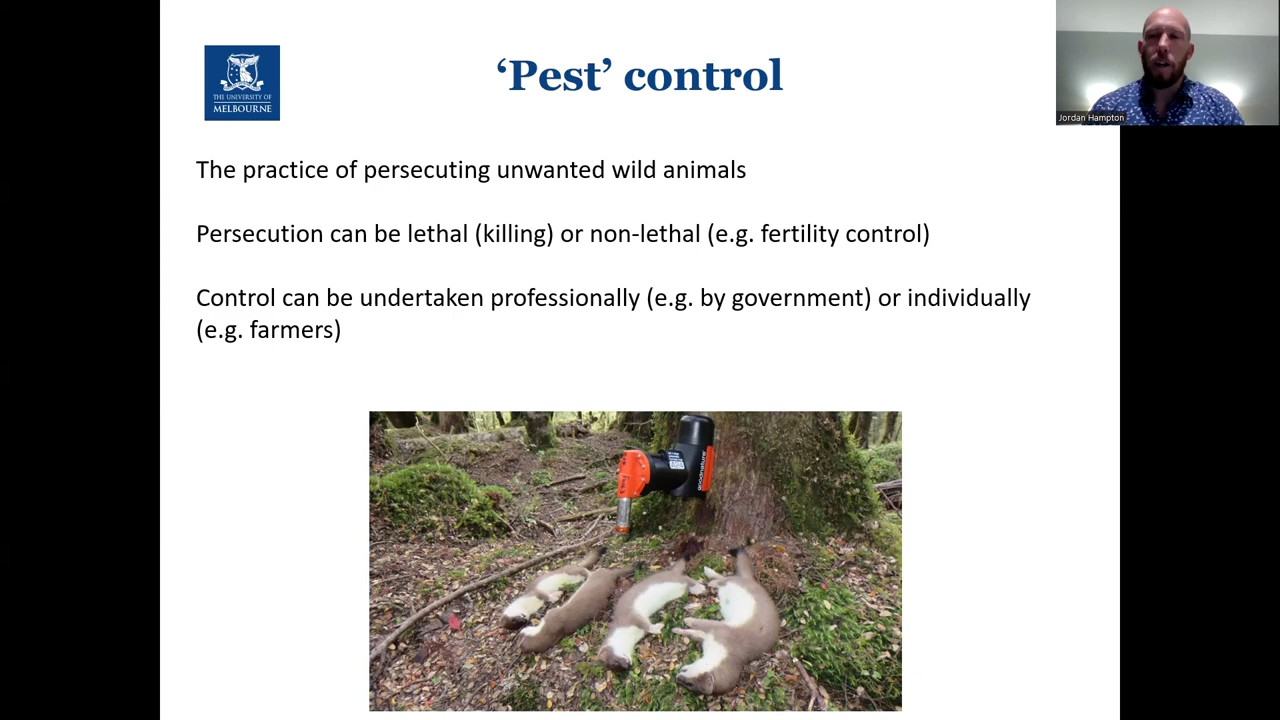 ‘Pest’ control
THE UNIVERSITY OF
MELBOURNE
Jordan Hampton
The practice of persecuting unwanted wild animals
Persecution can be lethal (killing) or non-lethal (e.g. fertility control)
Control can be undertaken professionally (e.g. by government) or individually
(e.g. farmers)
goodnature